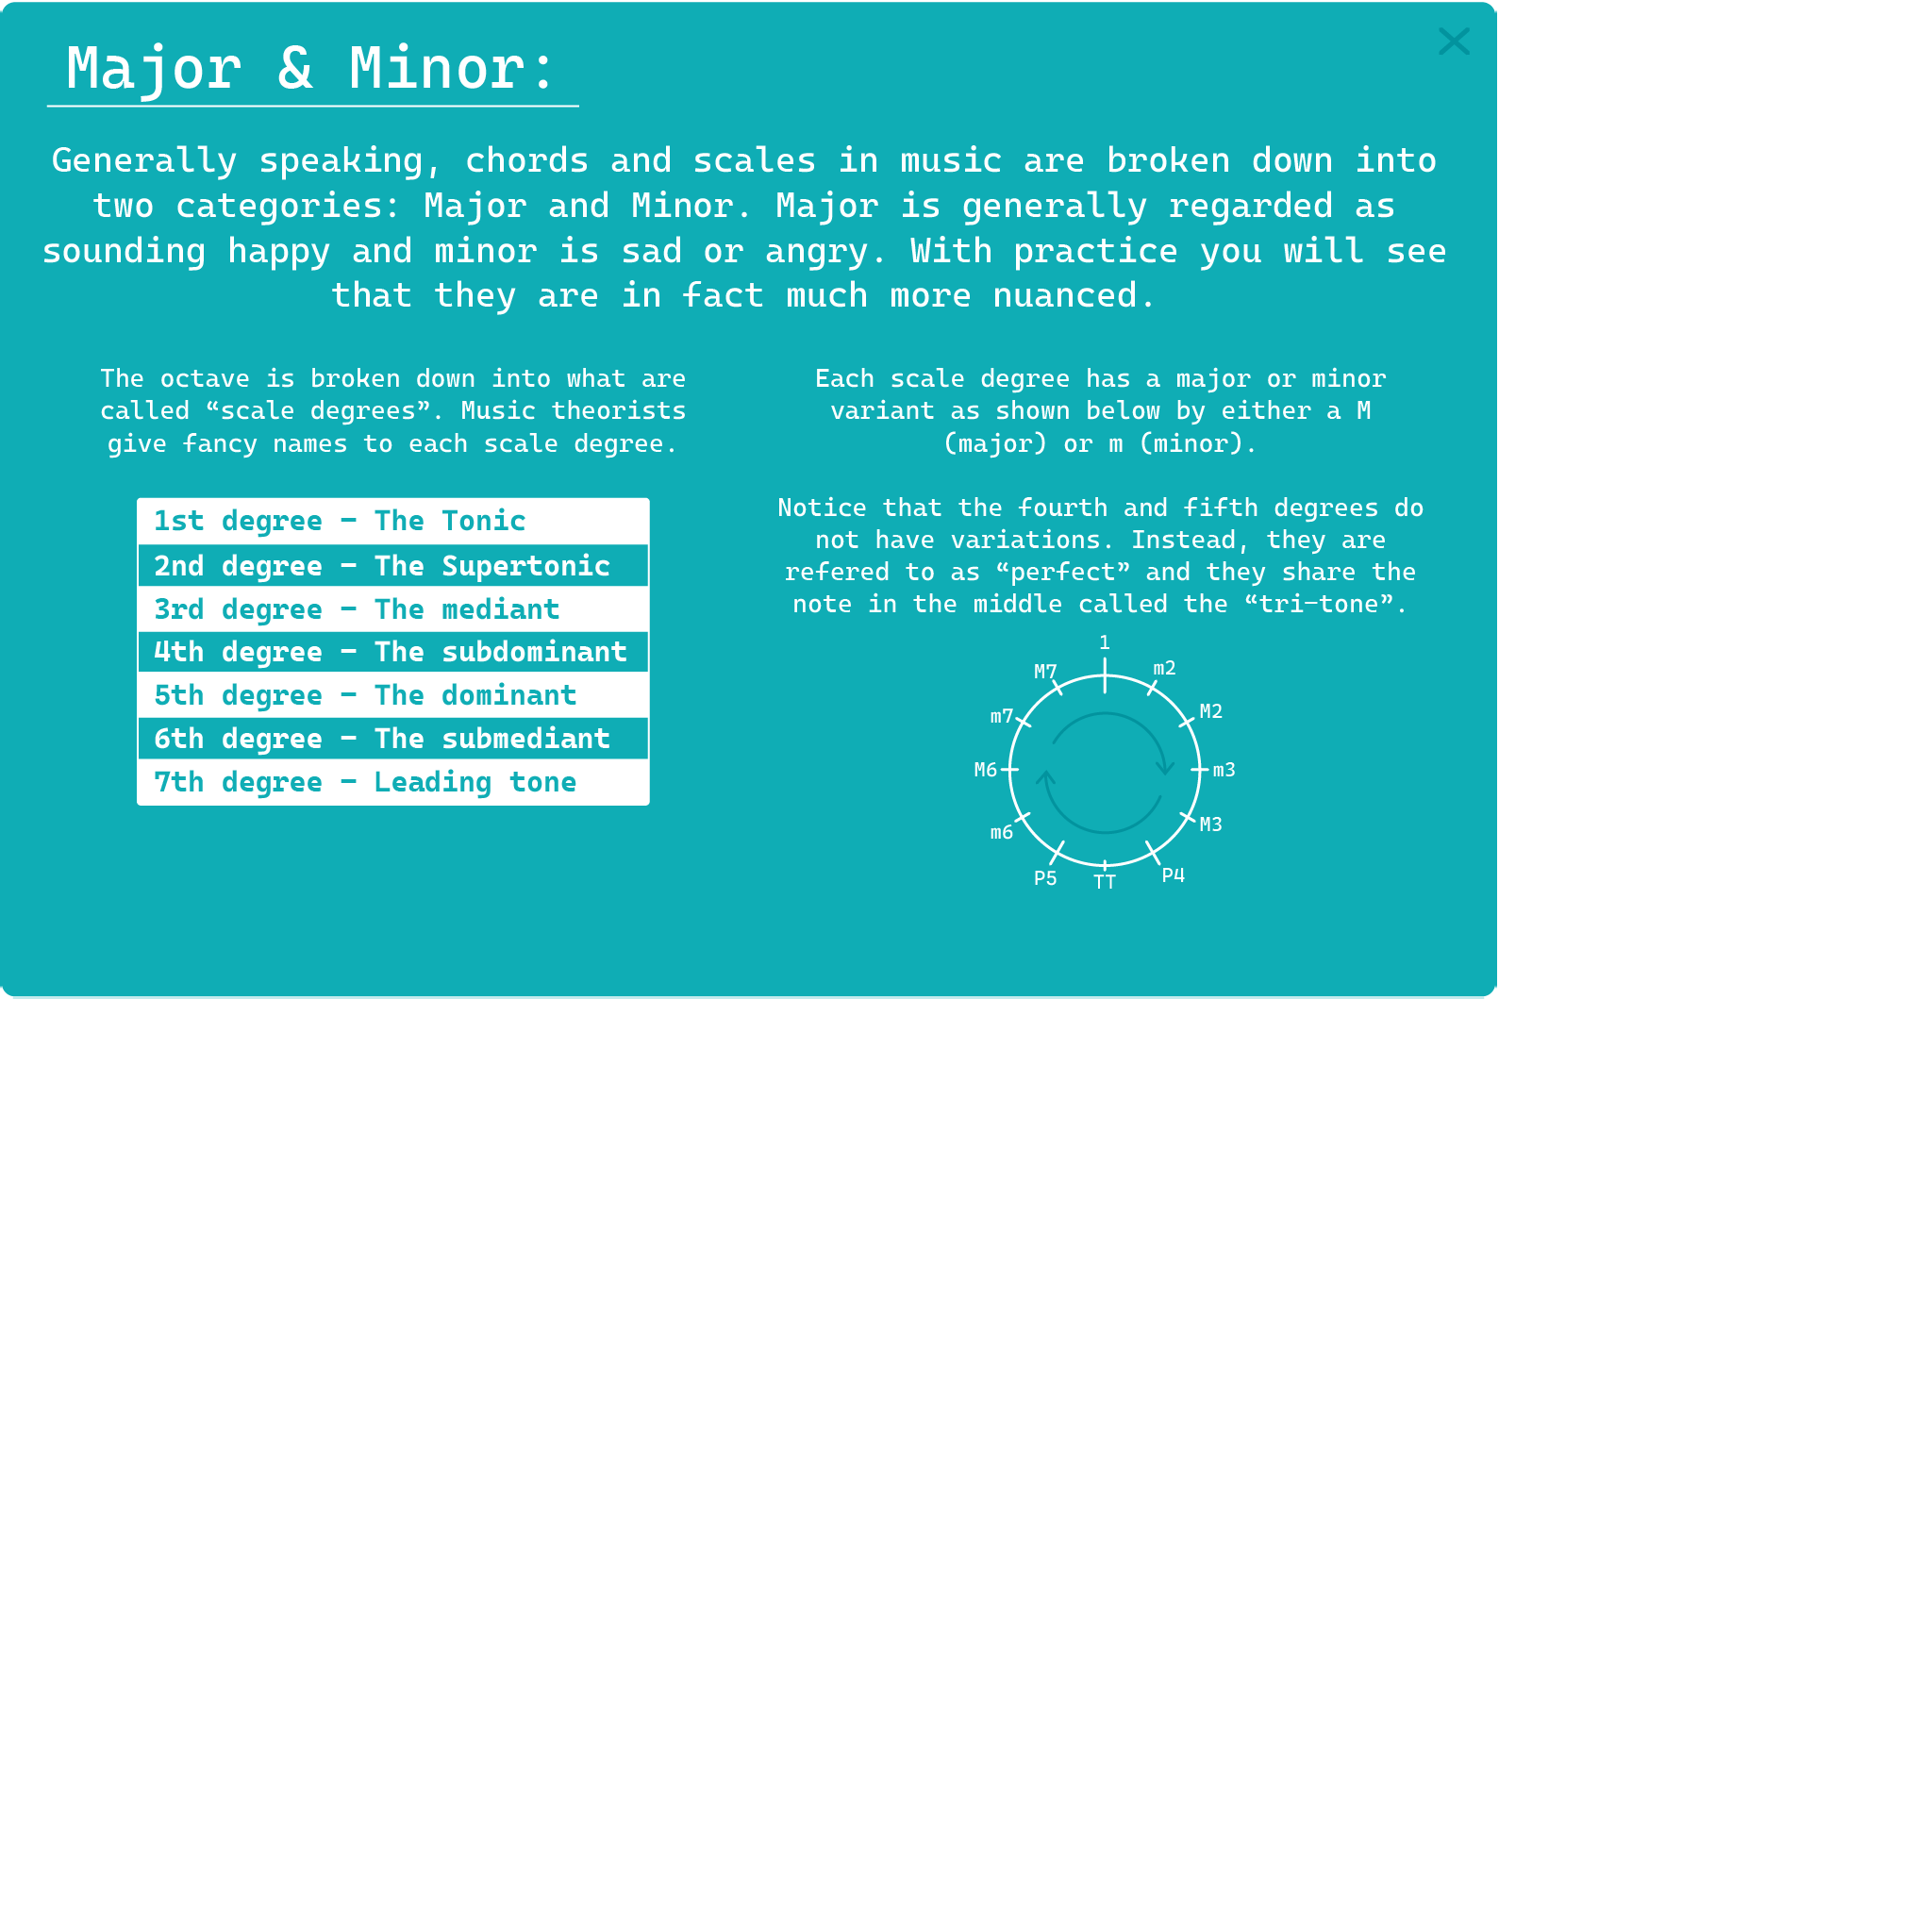 Major & Minor:
Generally speaking, chords and scales in music are broken down into
two categories: Major and Minor. Major is generally regarded as
sounding happy and minor is sad or angry. With practice you will see
that they are in fact much more nuanced.
The octave is broken down into what are
called “scale degrees”. Music theorists
give fancy names to each scale degree.
1st degree – The Tonic
2nd degree – The Supertonic
3rd degree – The mediant
4th degree – The subdominant
5th degree – The dominant
6th degree – The submediant
7th degree – Leading tone
Each scale degree has a major or minor
variant as shown below by either a M
(major) or m (minor).
Notice that the fourth and fifth degrees do
not have variations. Instead, they are
refered to as “perfect” and they share the
note in the middle called the “tri–tone”.
1
m2
M2
m3
M3
P4
TT
P5
m6
M6
m7
M7